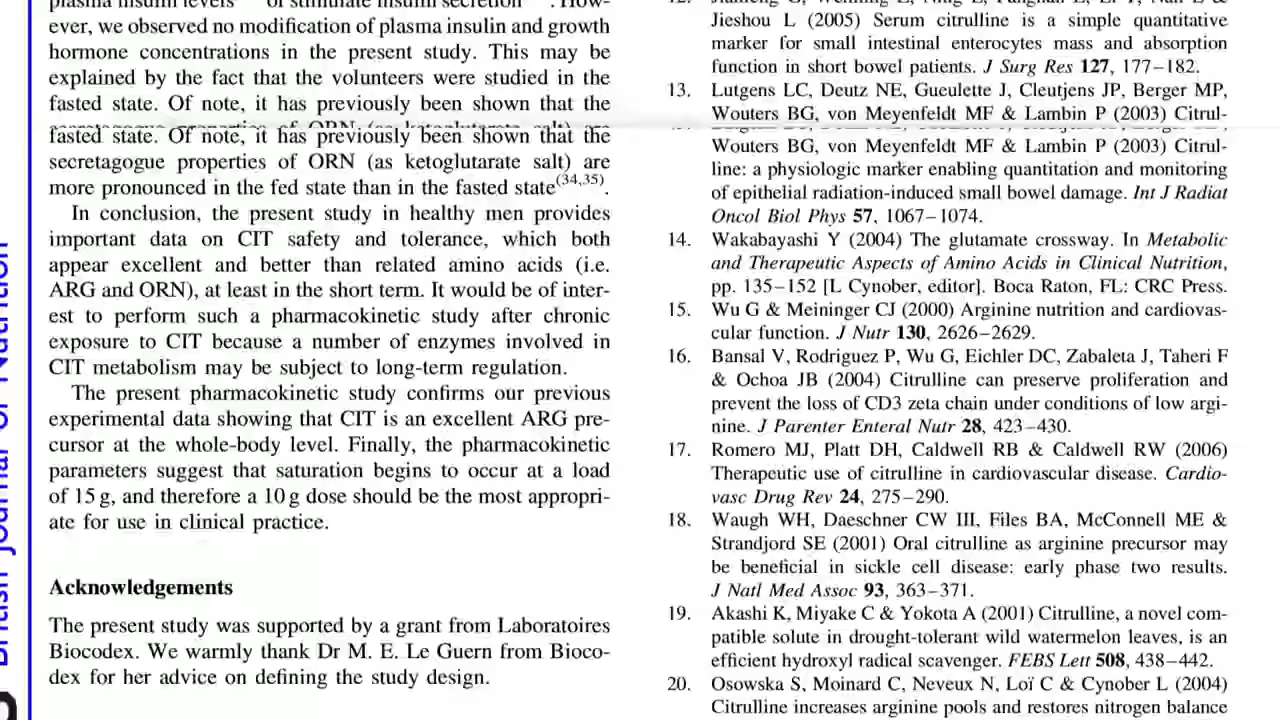 plasma insulin levels or stimulate insulin secretion . How-
ever, we observed no modification of plasma insulin and growth
hormone concentrations in the present study. This may be
explained by the fact that the volunteers were studied in the
fasted state. Of note, it has previously been shown that the
fasted state. Of note, it has previously been shown that the
secretagogue properties of ORN (as ketoglutarate salt) are
more pronounced in the fed state than in the fasted state(34,35).
In conclusion, the present study in healthy men provides
important data on CIT safety and tolerance, which both
appear excellent and better than related amino acids (i.e.
ARG and ORN), at least in the short term. It would be of inter-
est to perform such a pharmacokinetic study after chronic
exposure to CIT because a number of enzymes involved in
CIT metabolism may be subject to long-term regulation.
The present pharmacokinetic study confirms our previous
experimental data showing that CIT is an excellent ARG pre-
cursor at the whole-body level. Finally, the pharmacokinetic
parameters suggest that saturation begins to occur at a load
of 15 g, and therefore a 10 g dose should be the most appropri-
ate for use in clinical practice.
Acknowledgements
The present study was supported by a grant from Laboratoires
Biocodex. We warmly thank Dr M. E. Le Guern from Bioco-
dex for her advice on defining the study design.
Jieshou L (2005) Serum citrulline is a simple quantitative
marker for small intestinal enterocytes mass and absorption
function in short bowel patients. J Surg Res 127, 177–182.
13. Lutgens LC, Deutz NE, Gueulette J, Cleutjens JP, Berger MP,
Wouters BG, von Meyenfeldt MF & Lambin P (2003) Citrul-
Wouters BG, von Meyenfeldt MF & Lambin P (2003) Citrul-
line: a physiologic marker enabling quantitation and monitoring
of epithelial radiation-induced small bowel damage. Int J Radiat
Oncol Biol Phys 57, 1067–1074.
14. Wakabayashi Y (2004) The glutamate crossway. In Metabolic
and Therapeutic Aspects of Amino Acids in Clinical Nutrition,
pp. 135–152 [L Cynober, editor]. Boca Raton, FL: CRC Press.
15. Wu G & Meininger CJ (2000) Arginine nutrition and cardiovas-
cular function. J Nutr 130, 2626–2629.
16. Bansal V, Rodriguez P, Wu G, Eichler DC, Zabaleta J, Taheri F
& Ochoa JB (2004) Citrulline can preserve proliferation and
prevent the loss of CD3 zeta chain under conditions of low argi-
nine. J Parenter Enteral Nutr 28, 423–430.
17. Romero MJ, Platt DH, Caldwell RB & Caldwell RW (2006)
Therapeutic use of citrulline in cardiovascular disease. Cardio-
vasc Drug Rev 24, 275–290.
18. Waugh WH, Daeschner CW III, Files BA, McConnell ME &
Strandjord SE (2001) Oral citrulline as arginine precursor may
be beneficial in sickle cell disease: early phase two results.
J Natl Med Assoc 93, 363–371.
19. Akashi K, Miyake C & Yokota A (2001) Citrulline, a novel com-
patible solute in drought-tolerant wild watermelon leaves, is an
efficient hydroxyl radical scavenger. FEBS Lett 508, 438–442.
20. Osowska S, Moinard C, Neveux N, Loï C & Cynober L (2004)
Citrulline increases arginine pools and restores nitrogen balance
British Journal of Nutrition